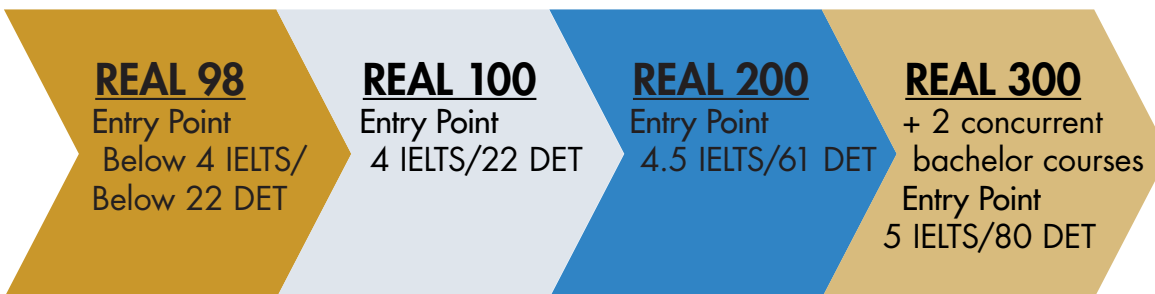 REAL 98
Entry Point
Below 4 IELTS/
Below 22 DET
REAL 100
Entry Point
4 IELTS/22 DET
REAL 200
Entry Point
4.5 IELTS/61 DET
REAL 300
+ 2 concurrent
bachelor courses
Entry Point
5 IELTS/80 DET